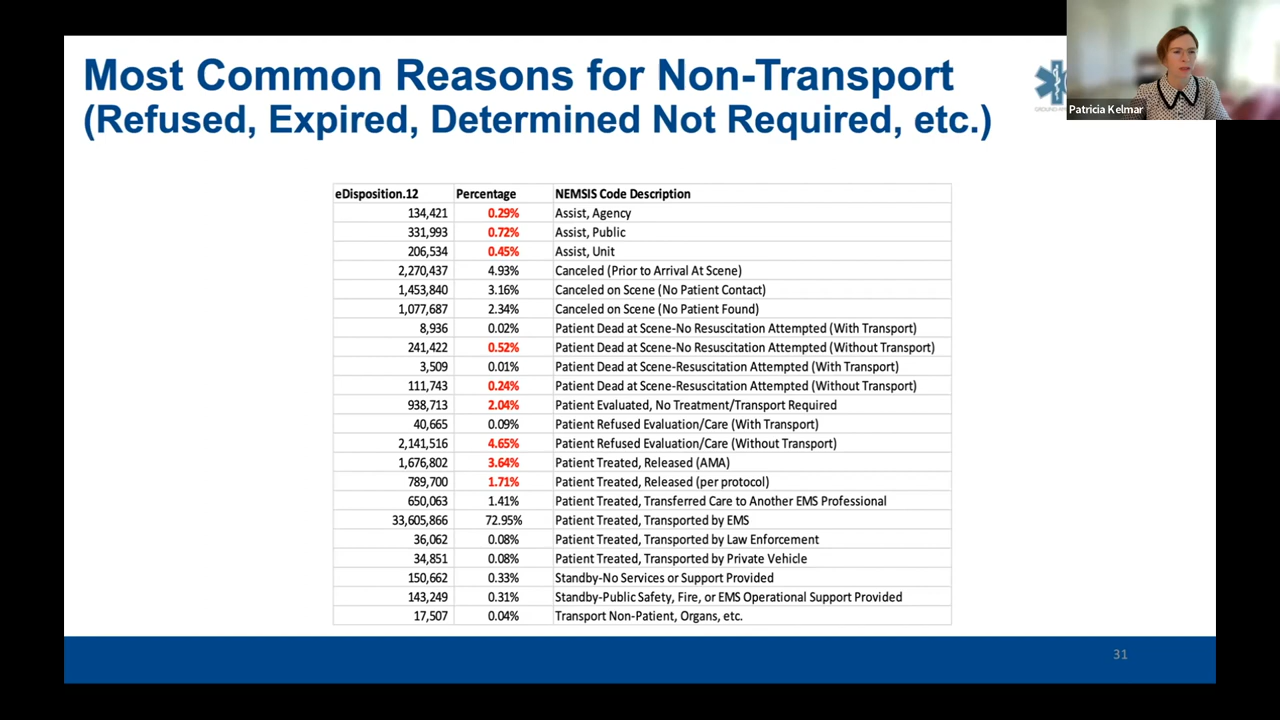 Most Common Reasons for Non-Transport
(Refused, Expired, Determined Not Required, etc.)
Patricia Kelmar
eDisposition.12 Percentage NEMSIS Code Description
134,421 0.29% Assist, Agency
331,993 0.72% Assist, Public
206,534 0.45% Assist, Unit
2,270,437 4.93% Canceled (Prior to Arrival At Scene)
1,453,840 3.16% Canceled on Scene (No Patient Contact)
1,077,687 2.34% Canceled on Scene (No Patient Found)
8,936 0.02% Patient Dead at Scene-No Resuscitation Attempted (With Transport)
241,422 0.52% Patient Dead at Scene-No Resuscitation Attempted (Without Transport)
3,509 0.01% Patient Dead at Scene-Resuscitation Attempted (With Transport)
111,743 0.24% Patient Dead at Scene-Resuscitation Attempted (Without Transport)
938,713 2.04% Patient Evaluated, No Treatment/Transport Required
40,665 0.09% Patient Refused Evaluation/Care (With Transport)
2,141,516 4.65% Patient Refused Evaluation/Care (Without Transport)
1,676,802 3.64% Patient Treated, Released (AMA)
789,700 1.71% Patient Treated, Released (per protocol)
650,063 1.41% Patient Treated, Transferred Care to Another EMS Professional
33,605,866 72.95% Patient Treated, Transported by EMS
36,062 0.08% Patient Treated, Transported by Law Enforcement
34,851 0.08% Patient Treated, Transported by Private Vehicle
150,662 0.33% Standby-No Services or Support Provided
143,249 0.31% Standby-Public Safety, Fire, or EMS Operational Support Provided
17,507 0.04% Transport Non-Patient, Organs, etc.
31